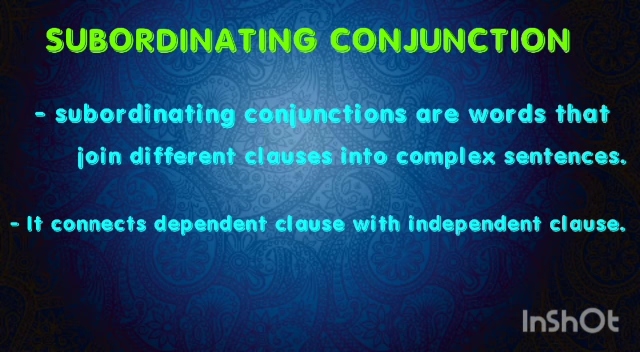 SUBORDINATING CONJUNCTION
- subordinating conjunctions are words that
join different clauses into complex sentences.
- It connects dependent clause with independent clause.
InShOt